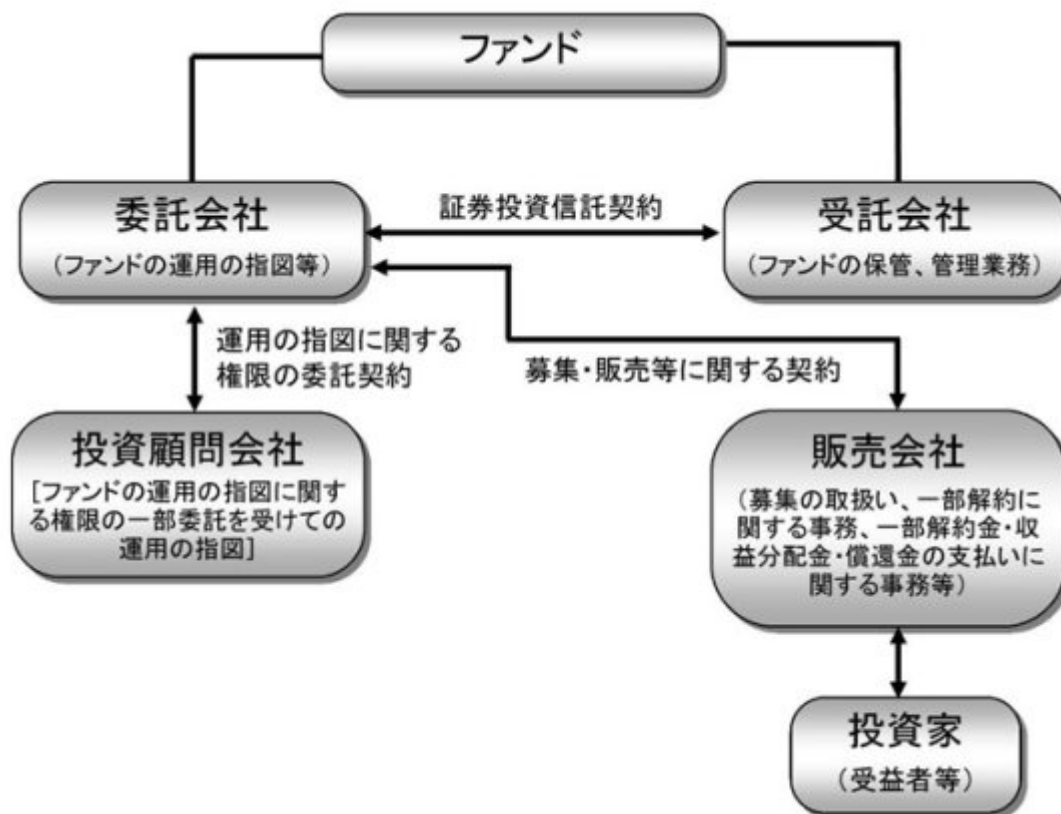 ファンド
委託会社
(ファンドの運用の指図等)
証券投資信託契約
受託会社
(ファンドの保管、管理業務)
運用の指図に関する
権限の委託契約
募集・販売等に関する契約
投資顧問会社
[ファンドの運用の指図に関す
る権限の一部委託を受けての
運用の指図]
販売会社
(募集の取扱い、一部解約に
関する事務、一部解約金・収
益分配金・償還金の支払いに
関する事務等)
投資家
(受益者等)